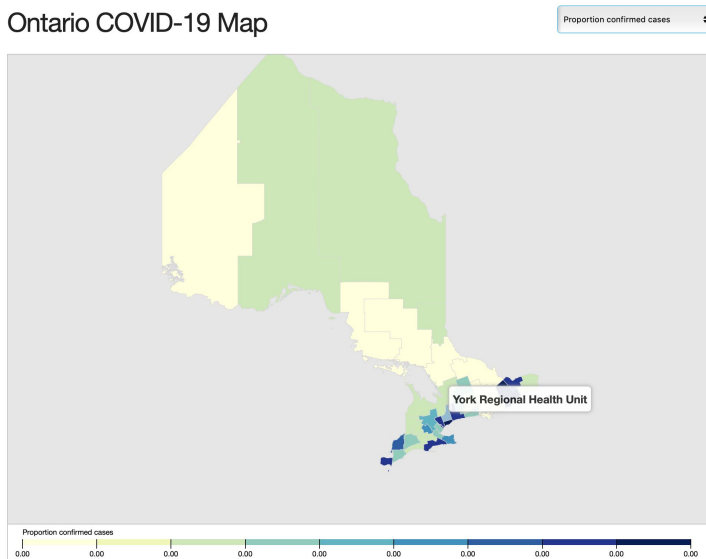 Ontario COVID-19 Map
Proportion confirmed cases
York Regional Health Unit
Proportion confirmed cases
0.00 0.00 0.00 0.00 0.00 0.00 0.00 0.00 0.00 0.00